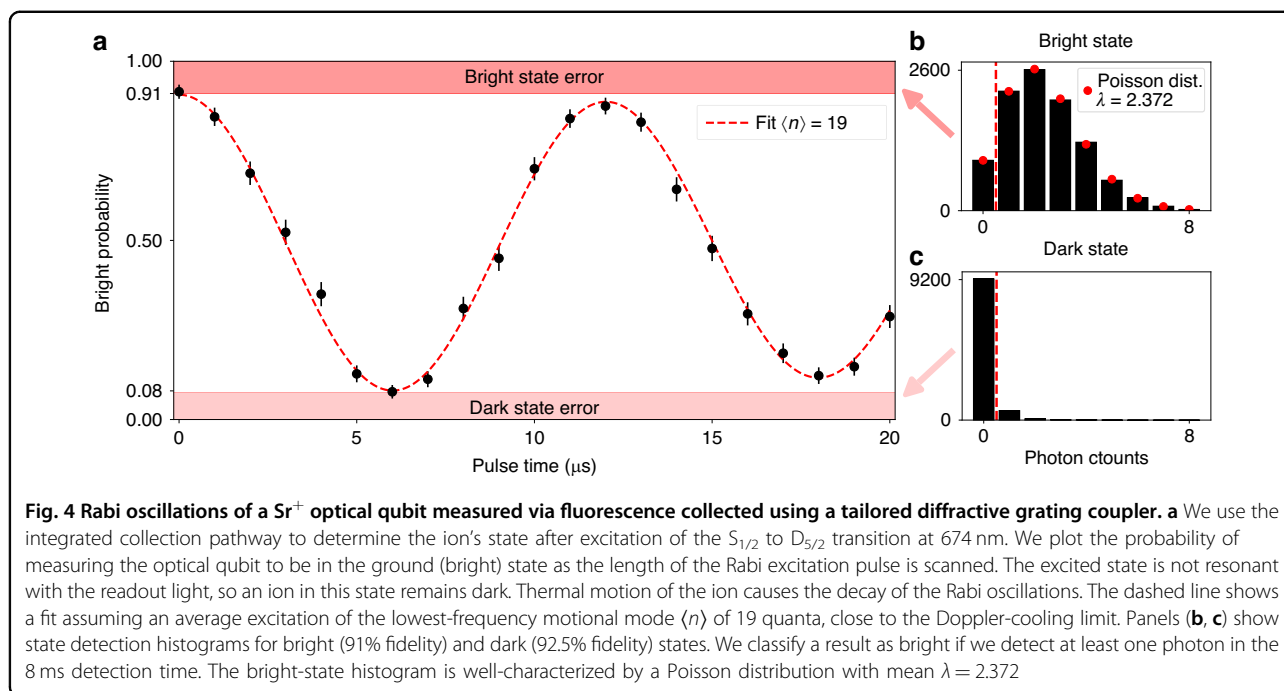 a
1.00
0.91
0.50
0.08
0.00
Bright probability
Bright state error
Fit ⟨n⟩ = 19
Dark state error
0
5
10
15
20
Pulse time (μs)
b
Bright state
2600
0
Poisson dist.
λ = 2.372
0
8
c
Dark state
9200
0
0
8
Photon ctounts
Fig. 4 Rabi oscillations of a Sr⁺ optical qubit measured via fluorescence collected using a tailored diffractive grating coupler. a We use the
integrated collection pathway to determine the ion's state after excitation of the S₁/₂ to D₅/₂ transition at 674 nm. We plot the probability of
measuring the optical qubit to be in the ground (bright) state as the length of the Rabi excitation pulse is scanned. The excited state is not resonant
with the readout light, so an ion in this state remains dark. Thermal motion of the ion causes the decay of the Rabi oscillations. The dashed line shows
a fit assuming an average excitation of the lowest-frequency motional mode ⟨n⟩ of 19 quanta, close to the Doppler-cooling limit. Panels (b, c) show
state detection histograms for bright (91% fidelity) and dark (92.5% fidelity) states. We classify a result as bright if we detect at least one photon in the
8 ms detection time. The bright-state histogram is well-characterized by a Poisson distribution with mean λ = 2.372